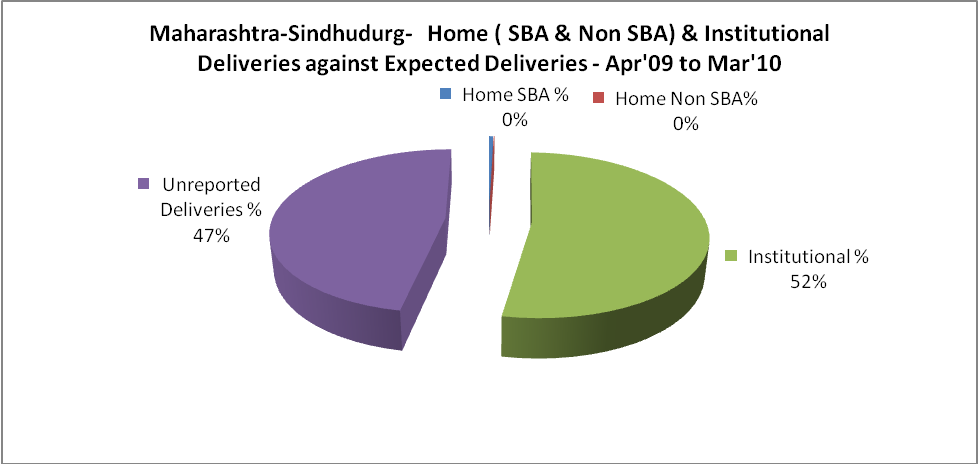 Maharashtra-Sindhudurg- Home ( SBA & Non SBA) & Institutional
Deliveries against Expected Deliveries - Apr'09 to Mar'10
Home SBA %
0%
Home Non SBA%
0%
Unreported
Deliveries %
47%
Institutional %
52%